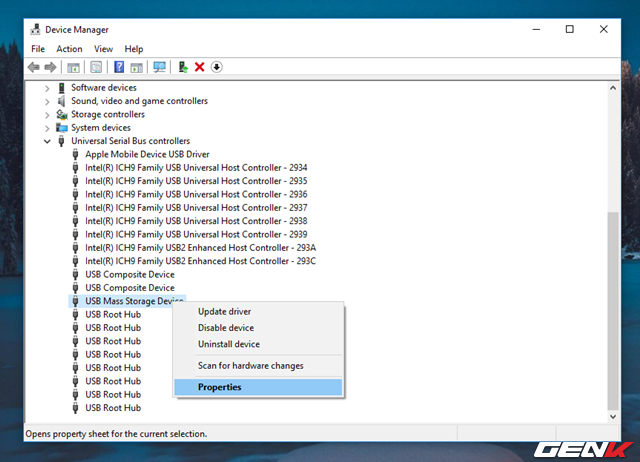 Device Manager
File Action View Help
Software devices
Sound, video and game controllers
Storage controllers
System devices
Universal Serial Bus controllers
Apple Mobile Device USB Driver
Intel(R) ICH9 Family USB Universal Host Controller - 2934
Intel(R) ICH9 Family USB Universal Host Controller - 2935
Intel(R) ICH9 Family USB Universal Host Controller - 2936
Intel(R) ICH9 Family USB Universal Host Controller - 2937
Intel(R) ICH9 Family USB Universal Host Controller - 2938
Intel(R) ICH9 Family USB Universal Host Controller - 2939
Intel(R) ICH9 Family USB2 Enhanced Host Controller - 293A
Intel(R) ICH9 Family USB2 Enhanced Host Controller - 293C
USB Composite Device
USB Composite Device
USB Mass Storage Device
USB Root Hub
USB Root Hub
USB Root Hub
USB Root Hub
USB Root Hub
USB Root Hub
USB Root Hub
USB Root Hub
Update driver
Disable device
Uninstall device
Scan for hardware changes
Properties
Opens property sheet for the current selection.
GENK